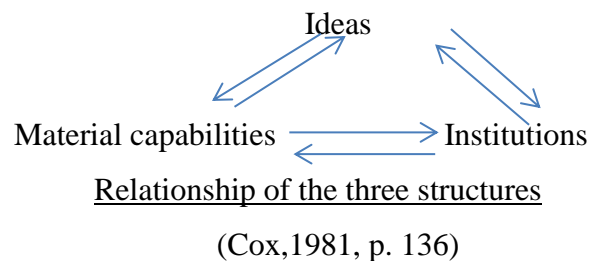 Ideas
Material capabilities Institutions
Relationship of the three structures
(Cox,1981, p. 136)